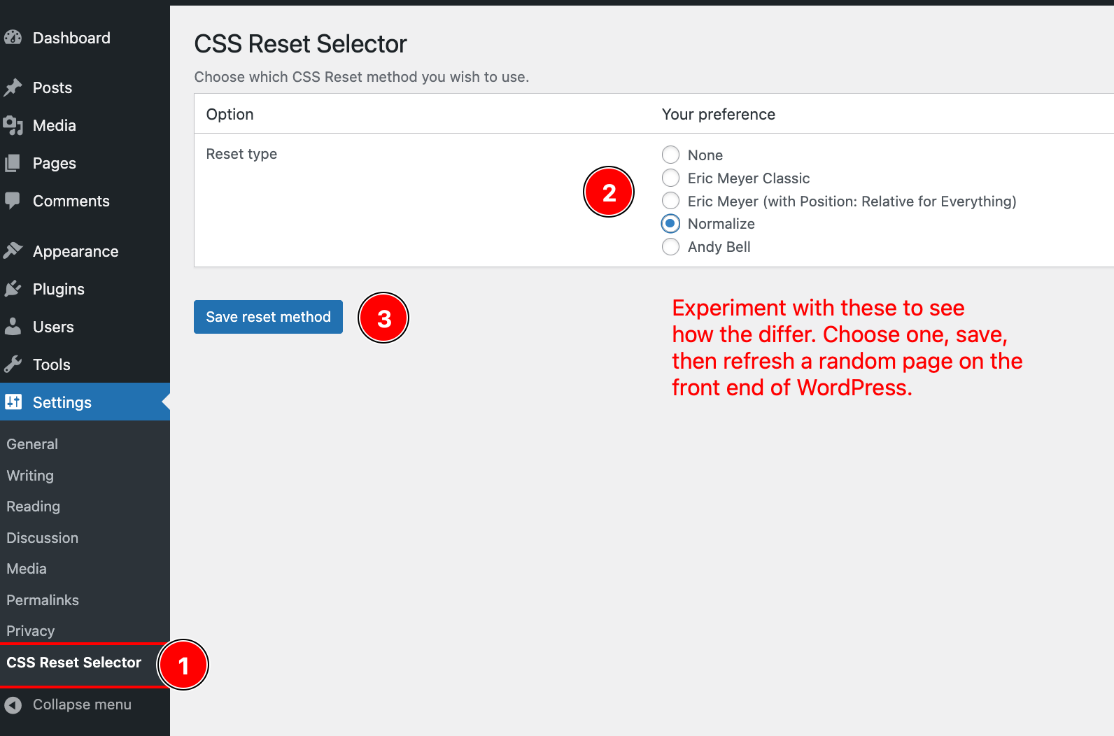 Dashboard
Posts
Media
Pages
Comments
Appearance
Plugins
Users
Tools
Settings
General
Writing
Reading
Discussion
Media
Permalinks
Privacy
CSS Reset Selector
1
Collapse menu
CSS Reset Selector
Choose which CSS Reset method you wish to use.
Option
Your preference
Reset type
2
None
Eric Meyer Classic
Eric Meyer (with Position: Relative for Everything)
Normalize
Andy Bell
Save reset method
3
Experiment with these to see
how the differ. Choose one, save,
then refresh a random page on the
front end of WordPress.